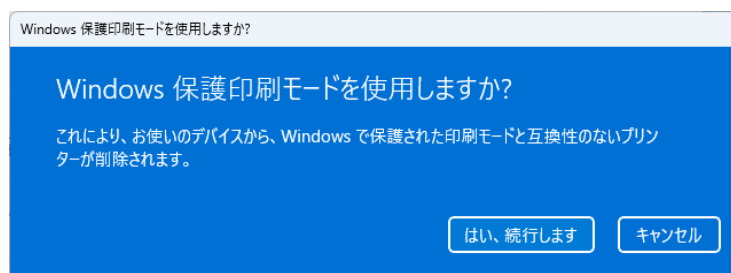 Windows 保護印刷モードを使用しますか?
Windows 保護印刷モードを使用しますか?
これにより、お使いのデバイスから、Windows で保護された印刷モードと互換性のないプリン
ターが削除されます。
はい、続行します キャンセル